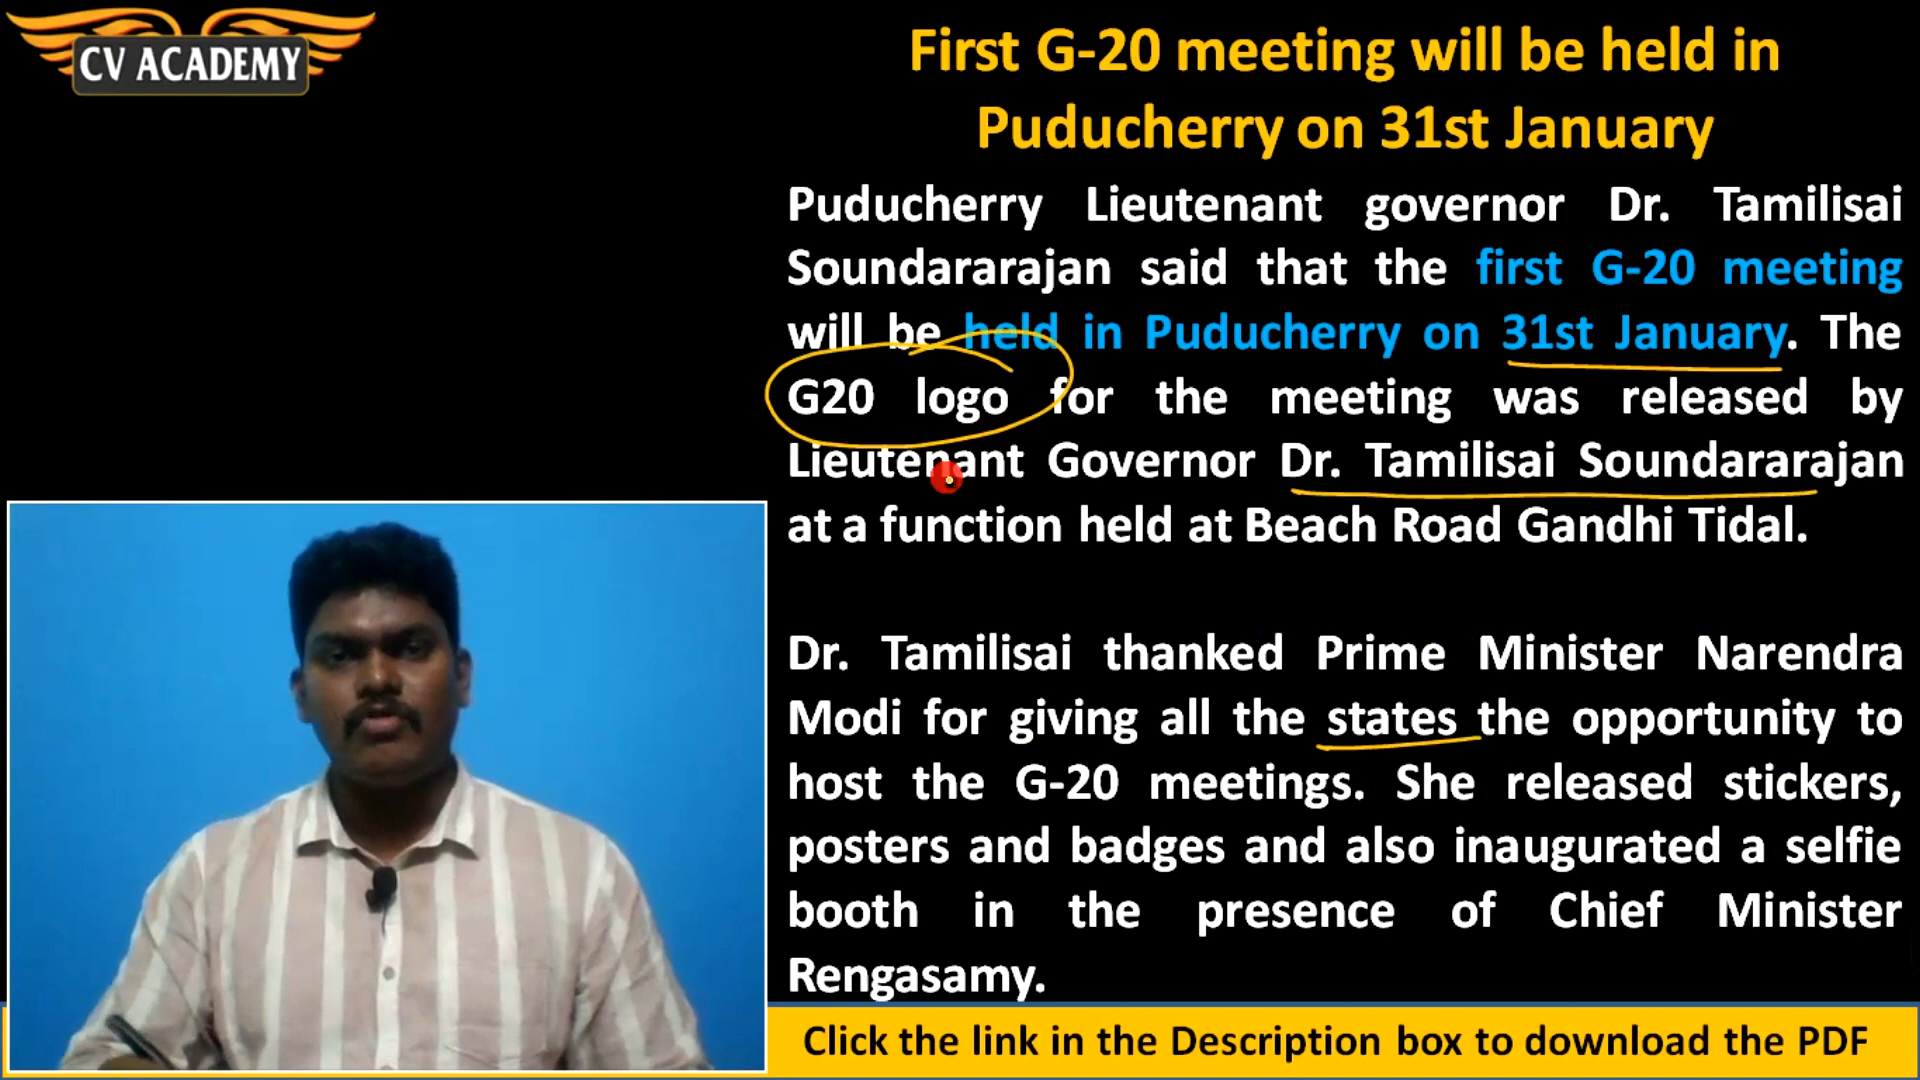 CV ACADEMY
First G-20 meeting will be held in
Puducherry on 31st January
Puducherry Lieutenant governor Dr. Tamilisai
Soundararajan said that the first G-20 meeting
will be held in Puducherry on 31st January. The
G20 logo for the meeting was released by
Lieutenant Governor Dr. Tamilisai Soundararajan
at a function held at Beach Road Gandhi Tidal.
Dr. Tamilisai thanked Prime Minister Narendra
Modi for giving all the states the opportunity to
host the G-20 meetings. She released stickers,
posters and badges and also inaugurated a selfie
booth in the presence of Chief Minister
Rengasamy.
Click the link in the Description box to download the PDF